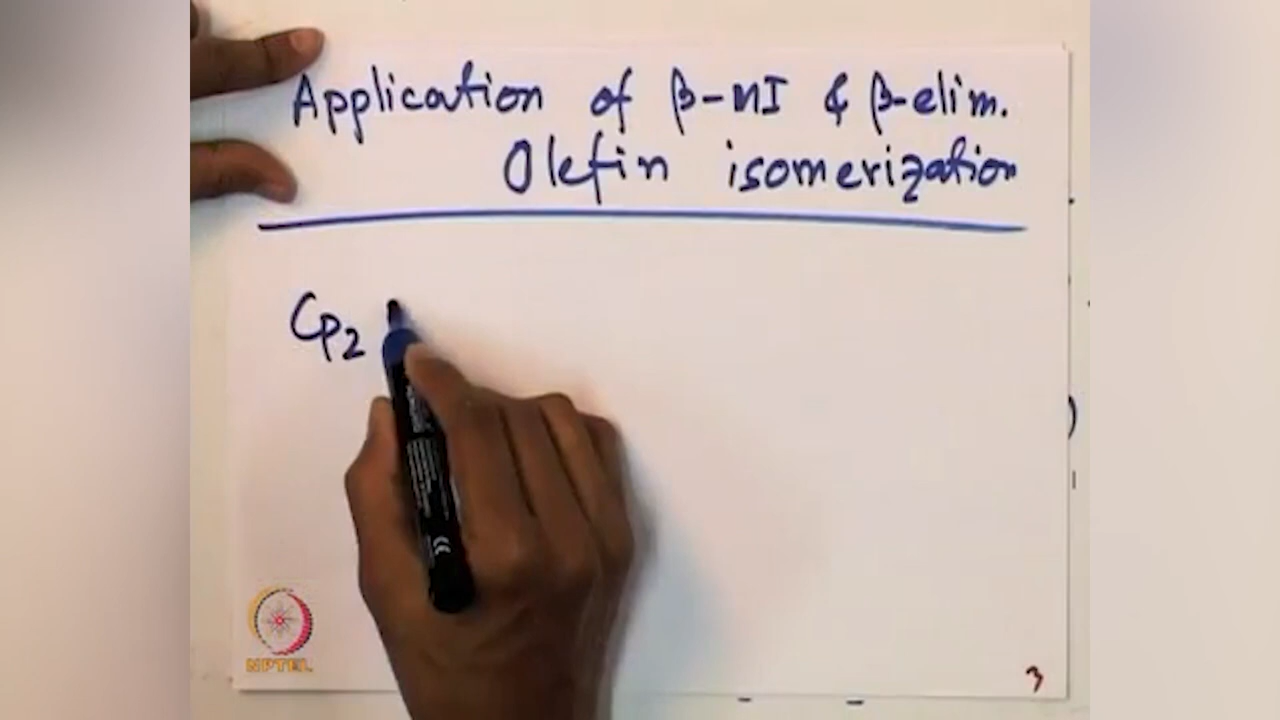 Application of β-MI & β-elim.
Olefin isomerization
Cp2
NPTEL
3